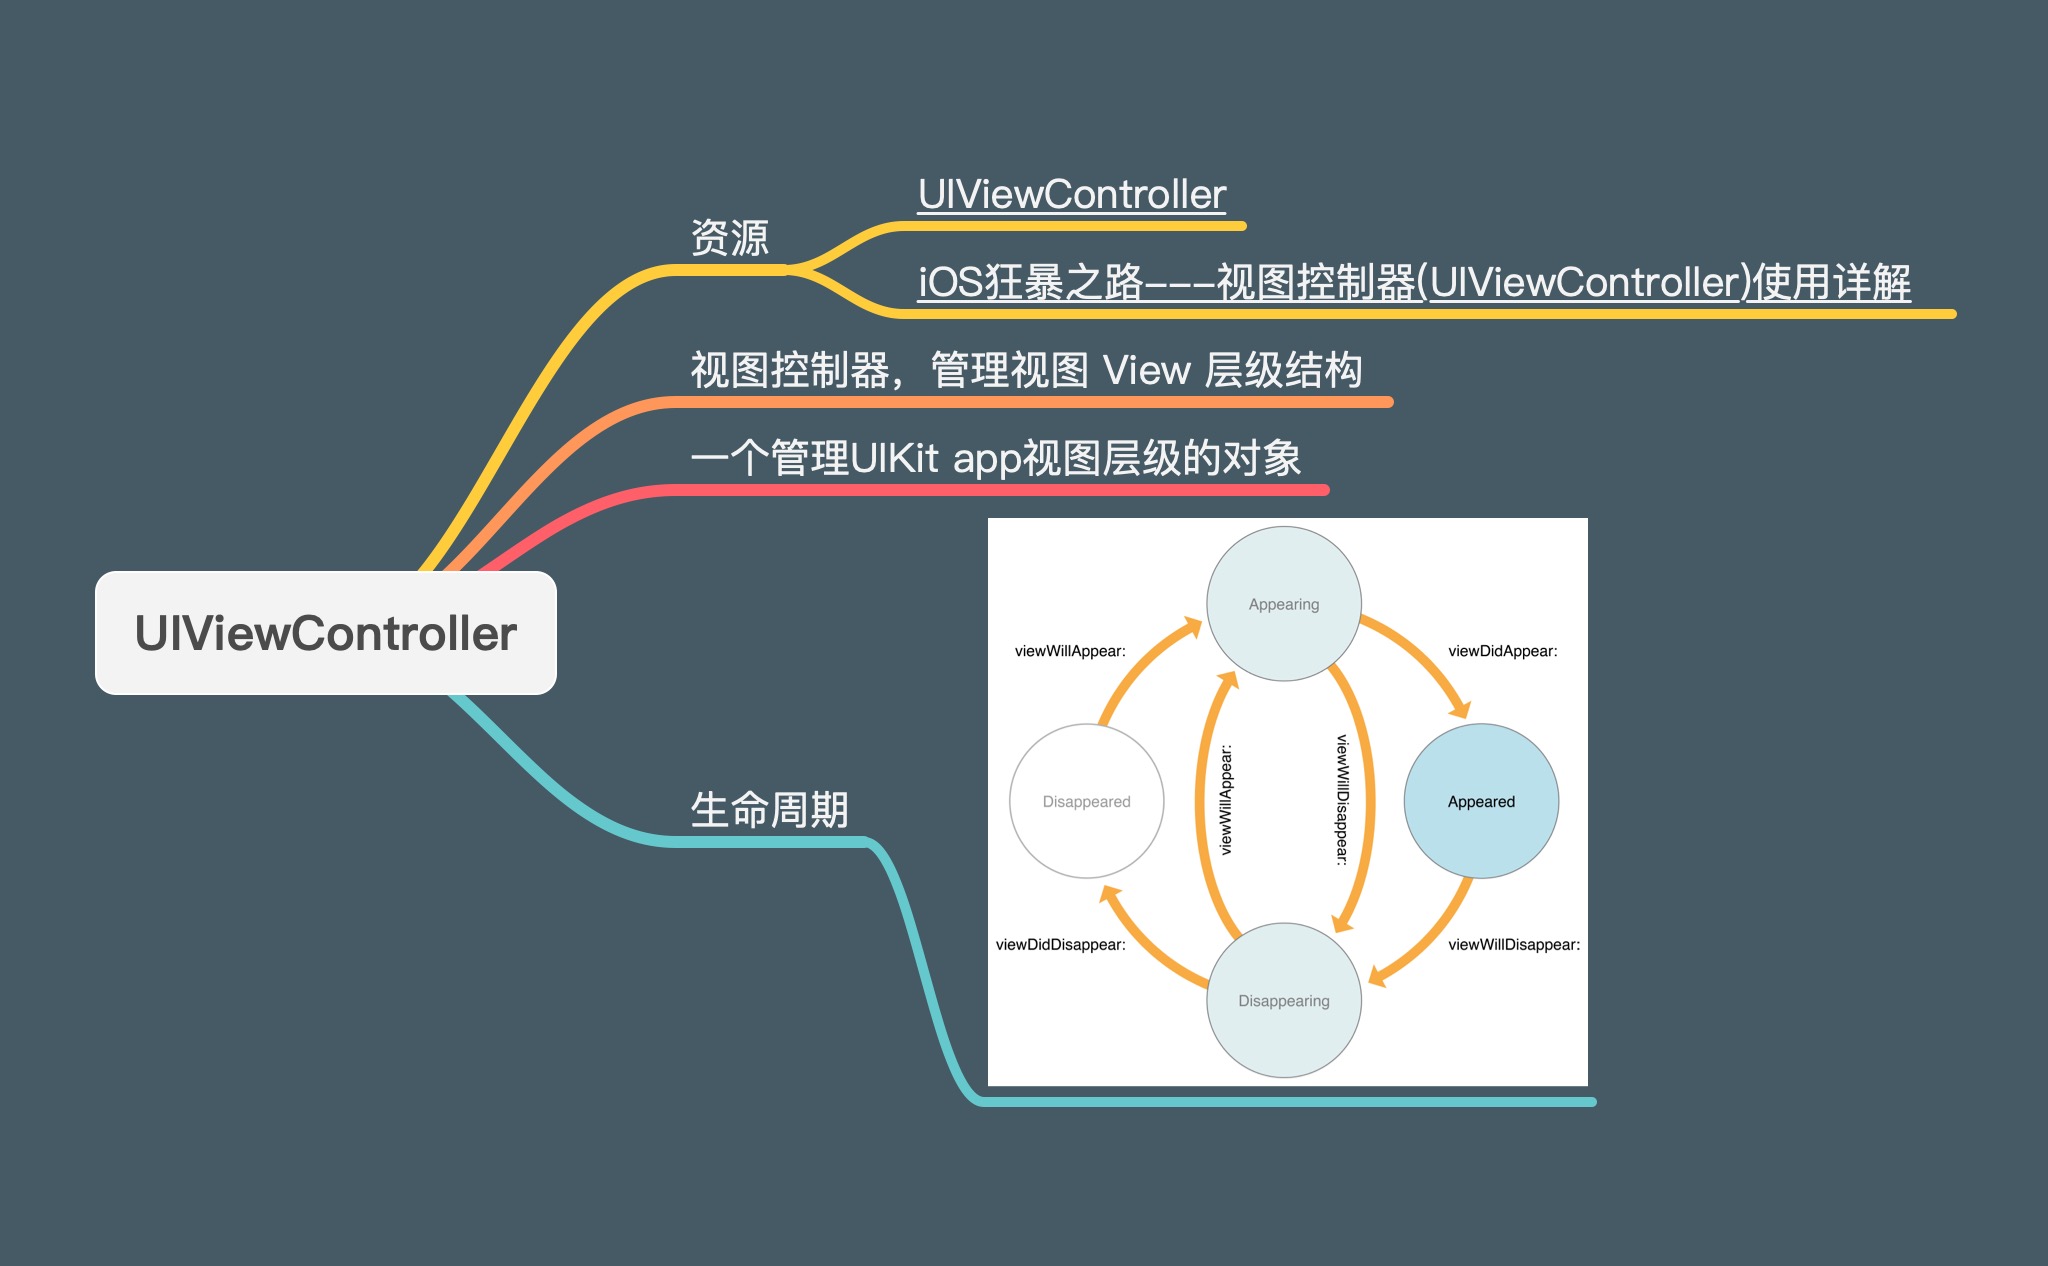 UIViewController
资源
UIViewController
iOS狂暴之路---视图控制器(UIViewController)使用详解
视图控制器，管理视图 View 层级结构
一个管理UIKit app视图层级的对象
生命周期
Appearing
viewWillAppear:
viewDidAppear:
viewWillAppear:
viewWillDisappear:
Disappeared
Appeared
viewDidDisappear:
viewWillDisappear:
Disappearing